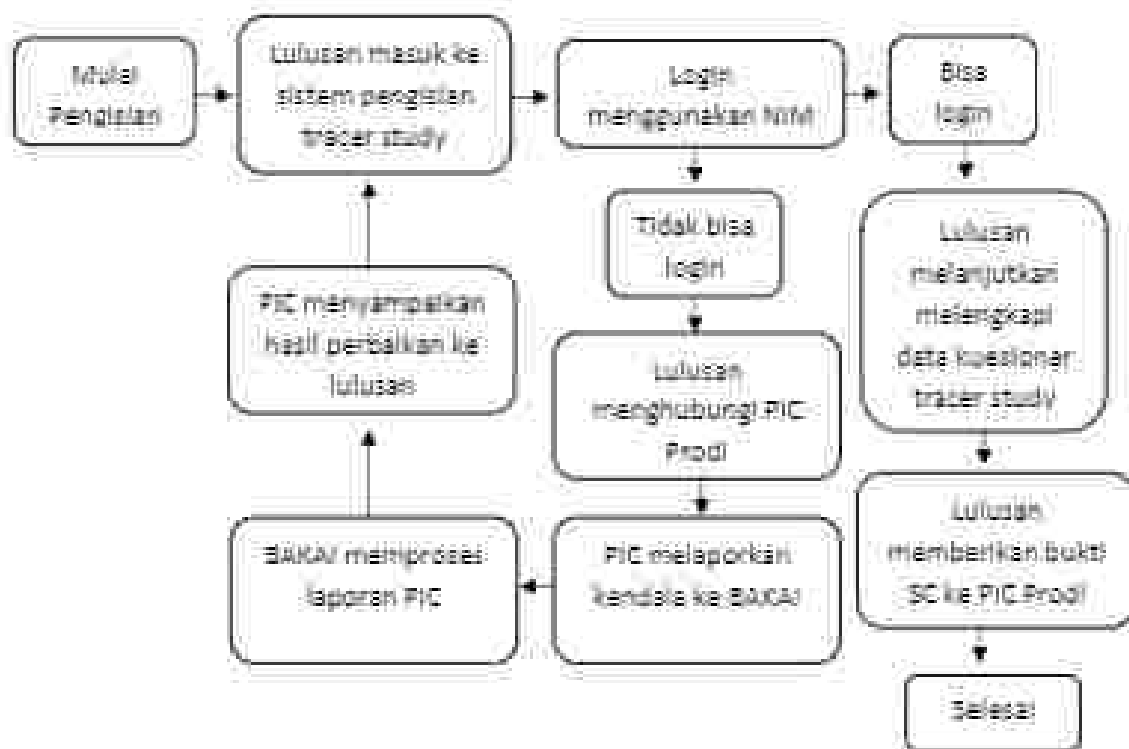 Mulai
Pengisian
Lulusan masuk ke
sistem pengisian
tracer study
Login
menggunakan NIM
Bisa
login
Tidak bisa
login
Lulusan
melanjutkan
melengkapi
data kuesioner
tracer study
PIC menyampaikan
hasil perbaikan ke
lulusan
Lulusan
menghubungi PIC
Prodi
BAKAI memproses
laporan PIC
PIC melaporkan
kendala ke BAKAI
Lulusan
memberikan bukti
SC ke PIC Prodi
Selesai